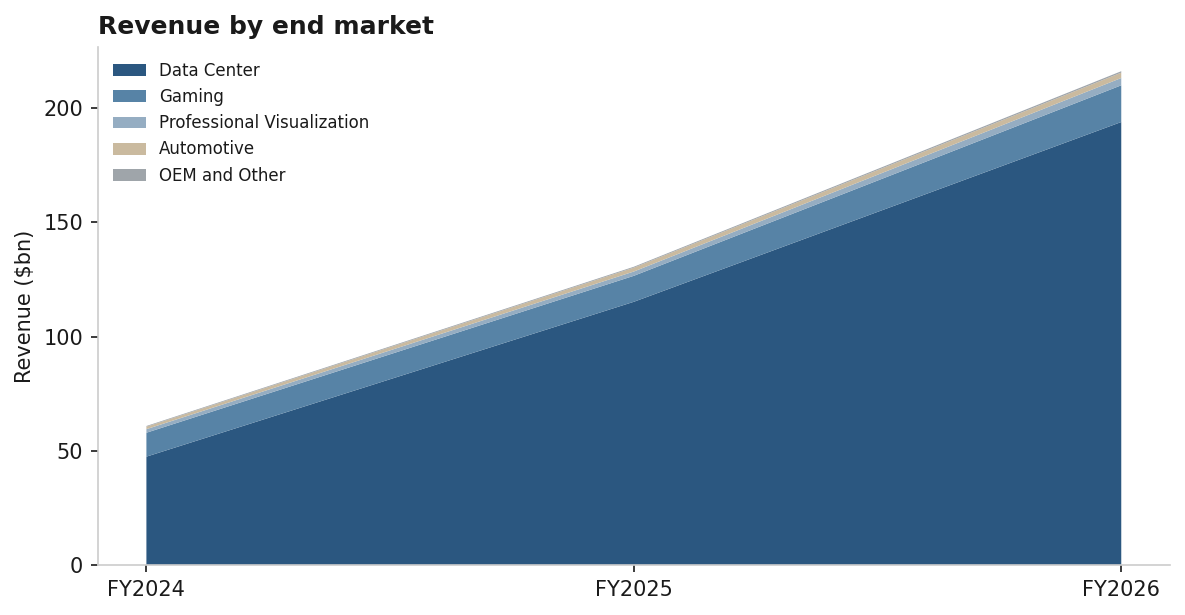 Revenue by end market
Data Center
Gaming
Professional Visualization
Automotive
OEM and Other
Revenue ($bn)
200
150
100
50
0
FY2024 FY2025 FY2026